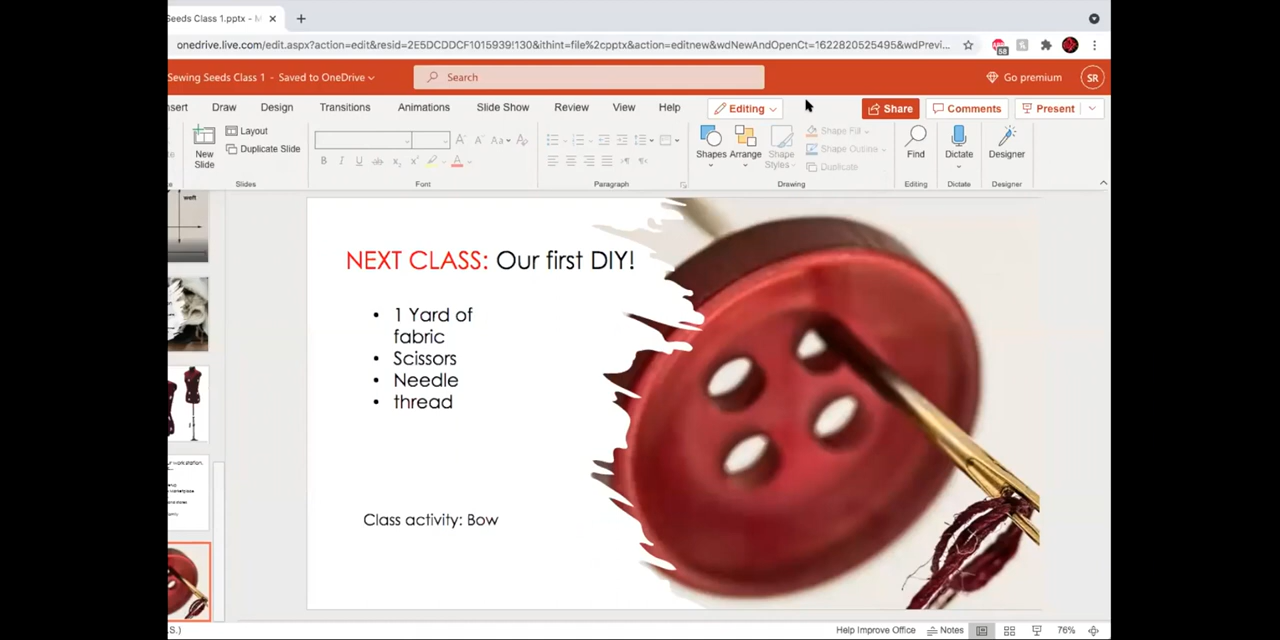 Seeds Class 1.pptx - M
onedrive.live.com/edit.aspx?action=edit&resid=2E5DCDDCF1015939!130&ithint=file%2cpptx&action=editnew&wdNewAndOpenCt=1622820525495&wdPrevi...
58
Sewing Seeds Class 1 - Saved to OneDrive
Search
Go premium
SR
nsert Draw Design Transitions Animations Slide Show Review View Help
Editing
Share
Comments
Present
New Slide
Layout
Duplicate Slide
Slides
B I U ab
Font
Paragraph
Shapes
Arrange
Shape Styles
Shape Fill
Shape Outline
Duplicate
Drawing
Find
Editing
Dictate
Dictate
Designer
Designer
weft
NEXT CLASS: Our first DIY!
• 1 Yard of
fabric
• Scissors
• Needle
• thread
Class activity: Bow
S.)
Help Improve Office
Notes
76%